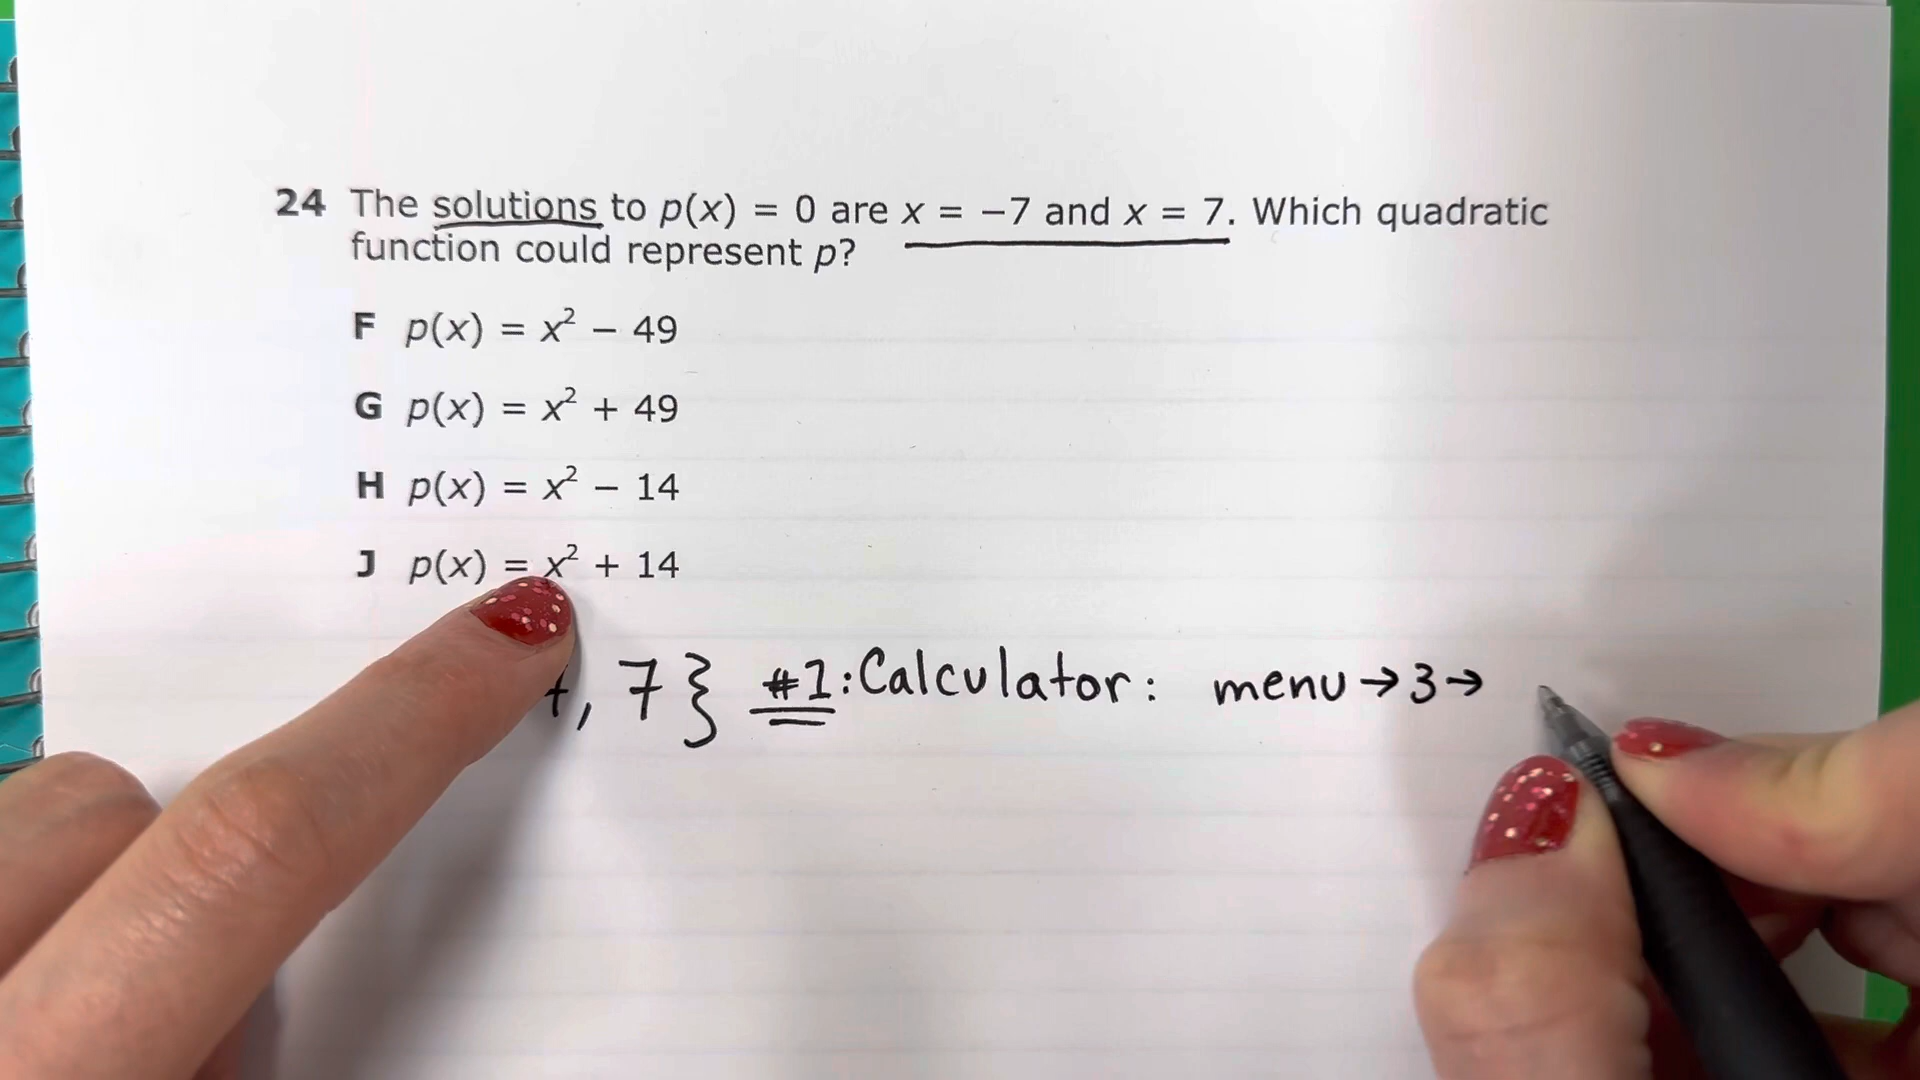 24 The solutions to p(x) = 0 are x = −7 and x = 7. Which quadratic
function could represent p?
F p(x) = x² − 49
G p(x) = x² + 49
H p(x) = x² − 14
J p(x) = x² + 14
, 7} #1: Calculator: menu → 3 →